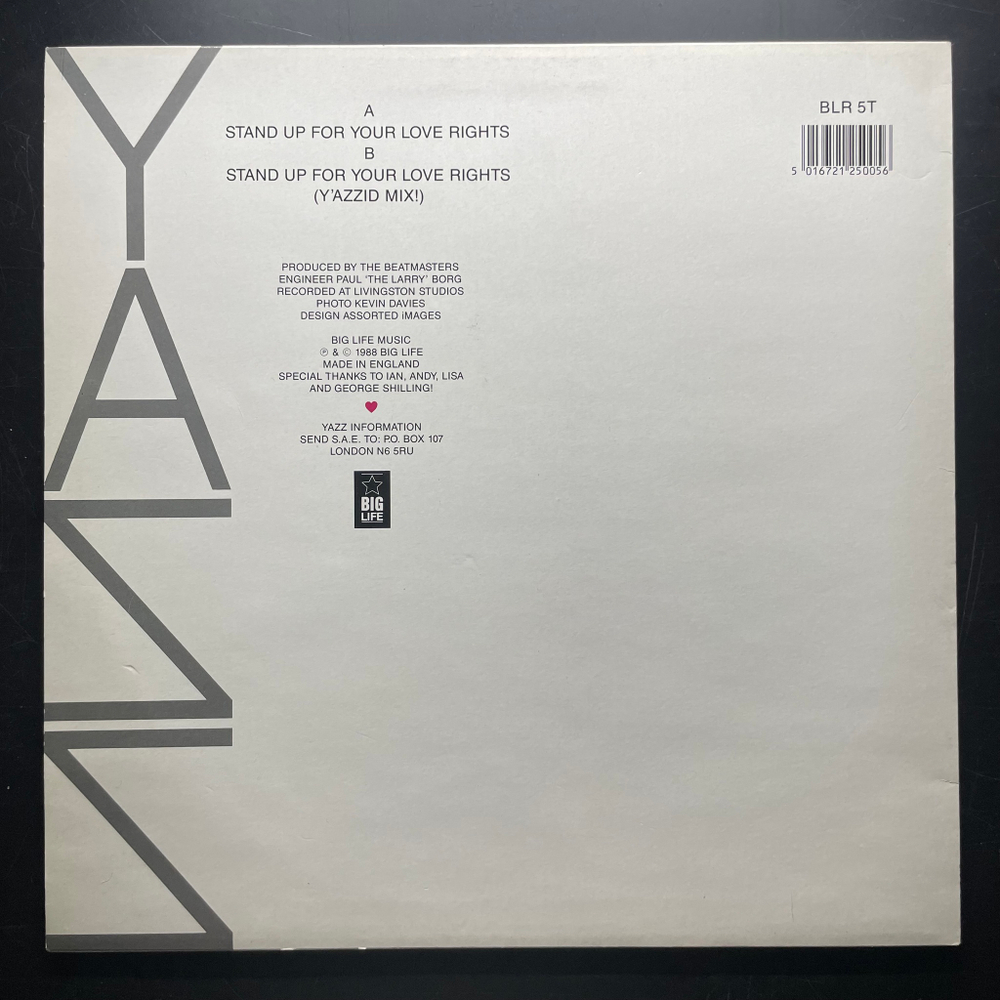 YAZZ
A
STAND UP FOR YOUR LOVE RIGHTS
B
STAND UP FOR YOUR LOVE RIGHTS
(Y'AZZID MIX!)
PRODUCED BY THE BEATMASTERS
ENGINEER PAUL 'THE LARRY' BORG
RECORDED AT LIVINGSTON STUDIOS
PHOTO KEVIN DAVIES
DESIGN ASSORTED iMAGES
BIG LIFE MUSIC
℗ & © 1988 BIG LIFE
MADE IN ENGLAND
SPECIAL THANKS TO IAN, ANDY, LISA
AND GEORGE SHILLING!
YAZZ INFORMATION
SEND S.A.E. TO: P.O. BOX 107
LONDON N6 5RU
BIG
LIFE
BLR 5T
5 016721 250056